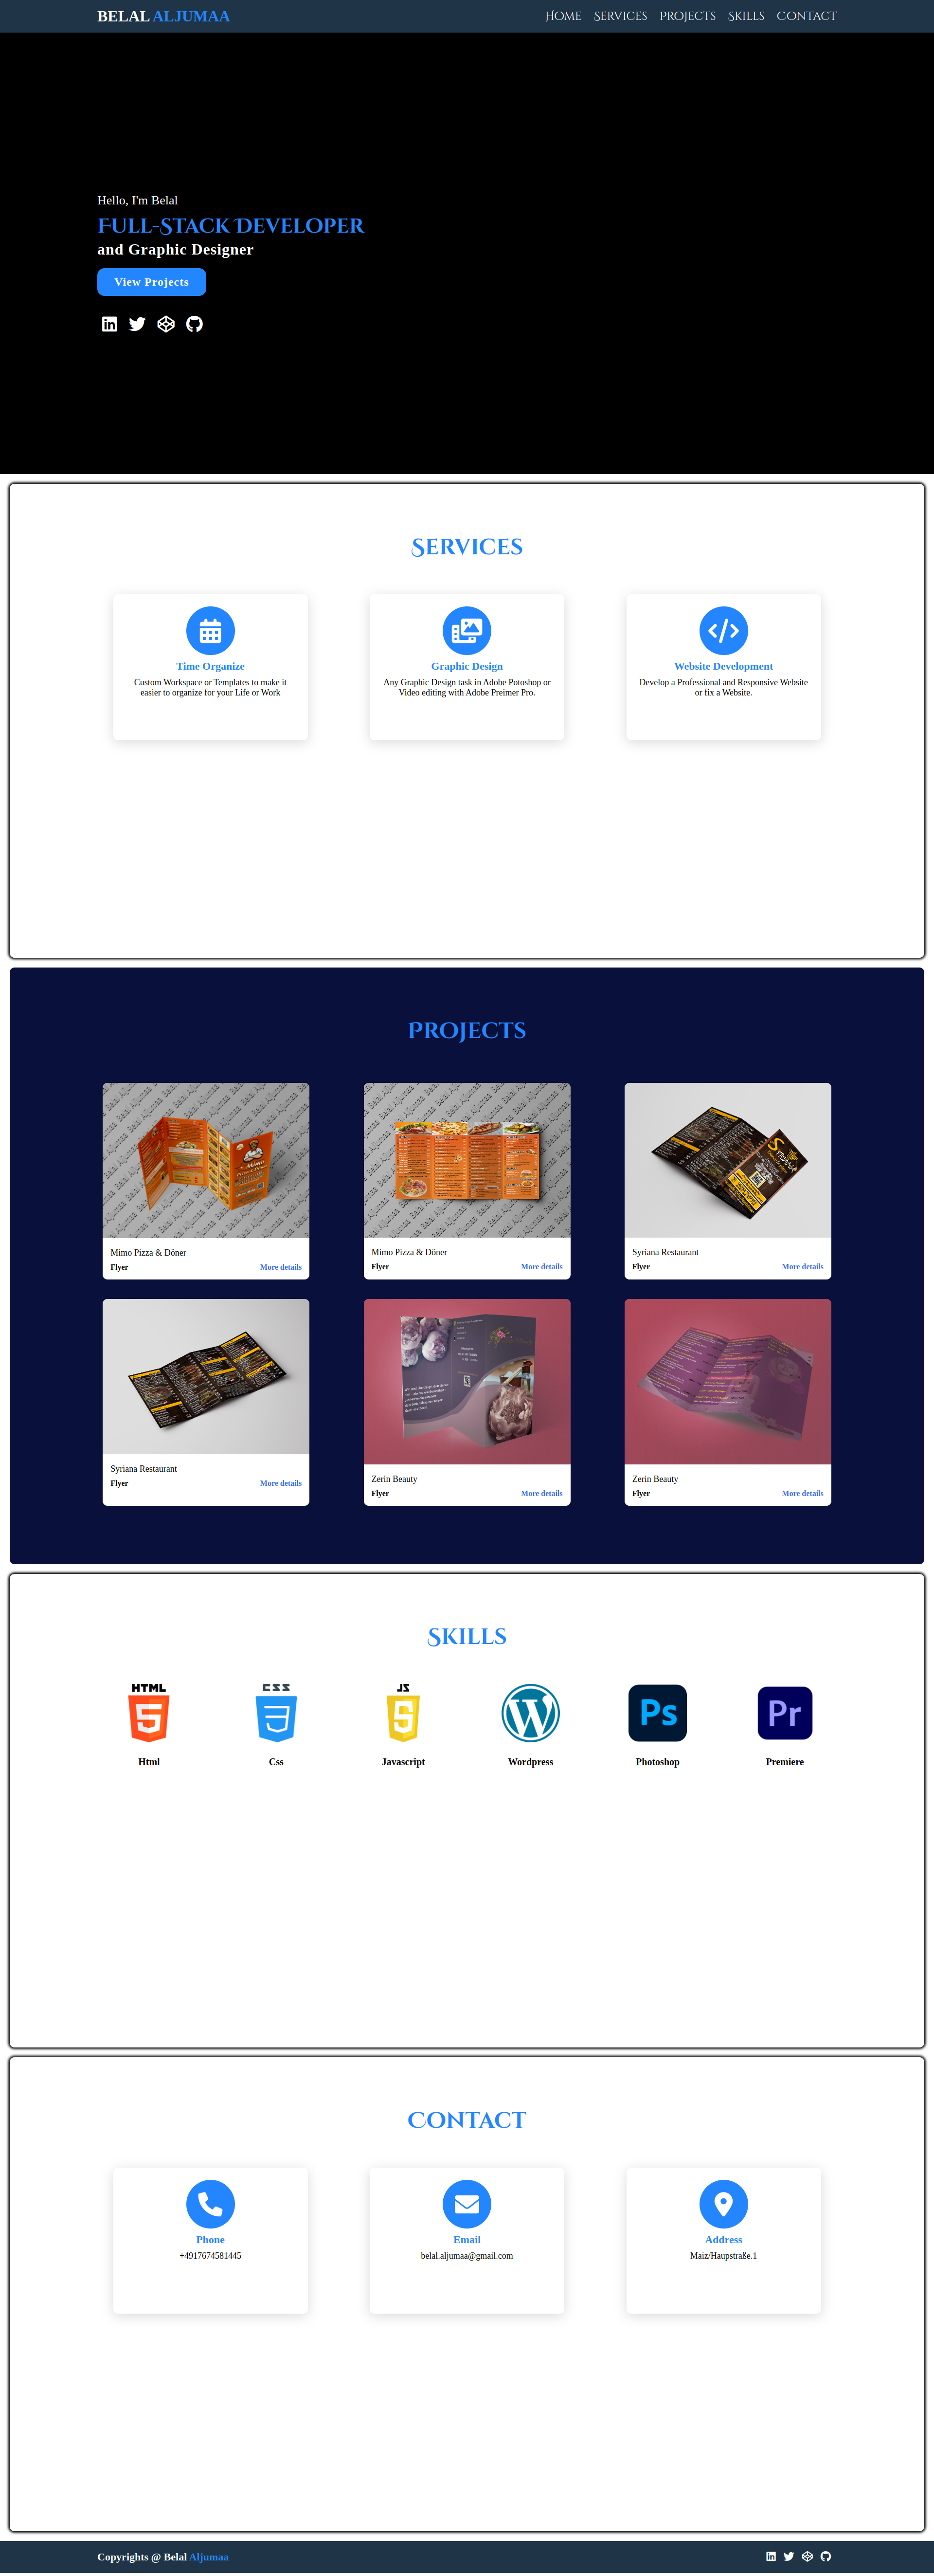 BELAL ALJUMAA
Home Services Projects Skills Contact
Hello, I'm Belal
Full-Stack Developer
and Graphic Designer
View Projects
Services
Time Organize
Custom Workspace or Templates to make it
easier to organize for your Life or Work
Graphic Design
Any Graphic Design task in Adobe Potoshop or
Video editing with Adobe Preimer Pro.
Website Development
Develop a Professional and Responsive Website
or fix a Website.
Projects
Mimo Pizza & Döner
Flyer More details
Mimo Pizza & Döner
Flyer More details
Syriana Restaurant
Flyer More details
Syriana Restaurant
Flyer More details
Zerin Beauty
Flyer More details
Zerin Beauty
Flyer More details
Skills
HTML
Html
CSS
Css
JS
Javascript
Wordpress
Ps
Photoshop
Pr
Premiere
Contact
Phone
+4917674581445
Email
belal.aljumaa@gmail.com
Address
Maiz/Haupstraße.1
Copyrights @ Belal Aljumaa